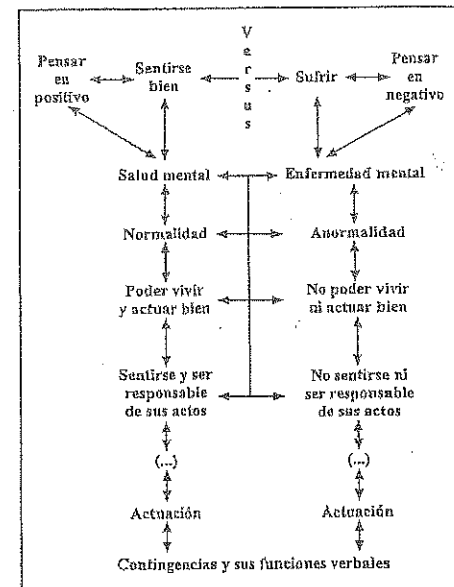 Versus
Pensar
en
positivo
Sentirse
bien
Sufrir
Pensar
en
negativo
Salud mental
Enfermedad mental
Normalidad
Anormalidad
Poder vivir
y actuar bien
No poder vivir
ni actuar bien
Sentirse y ser
responsable
de sus actos
No sentirse ni
ser responsable
de sus actos
(...)
(...)
Actuación
Actuación
Contingencias y sus funciones verbales